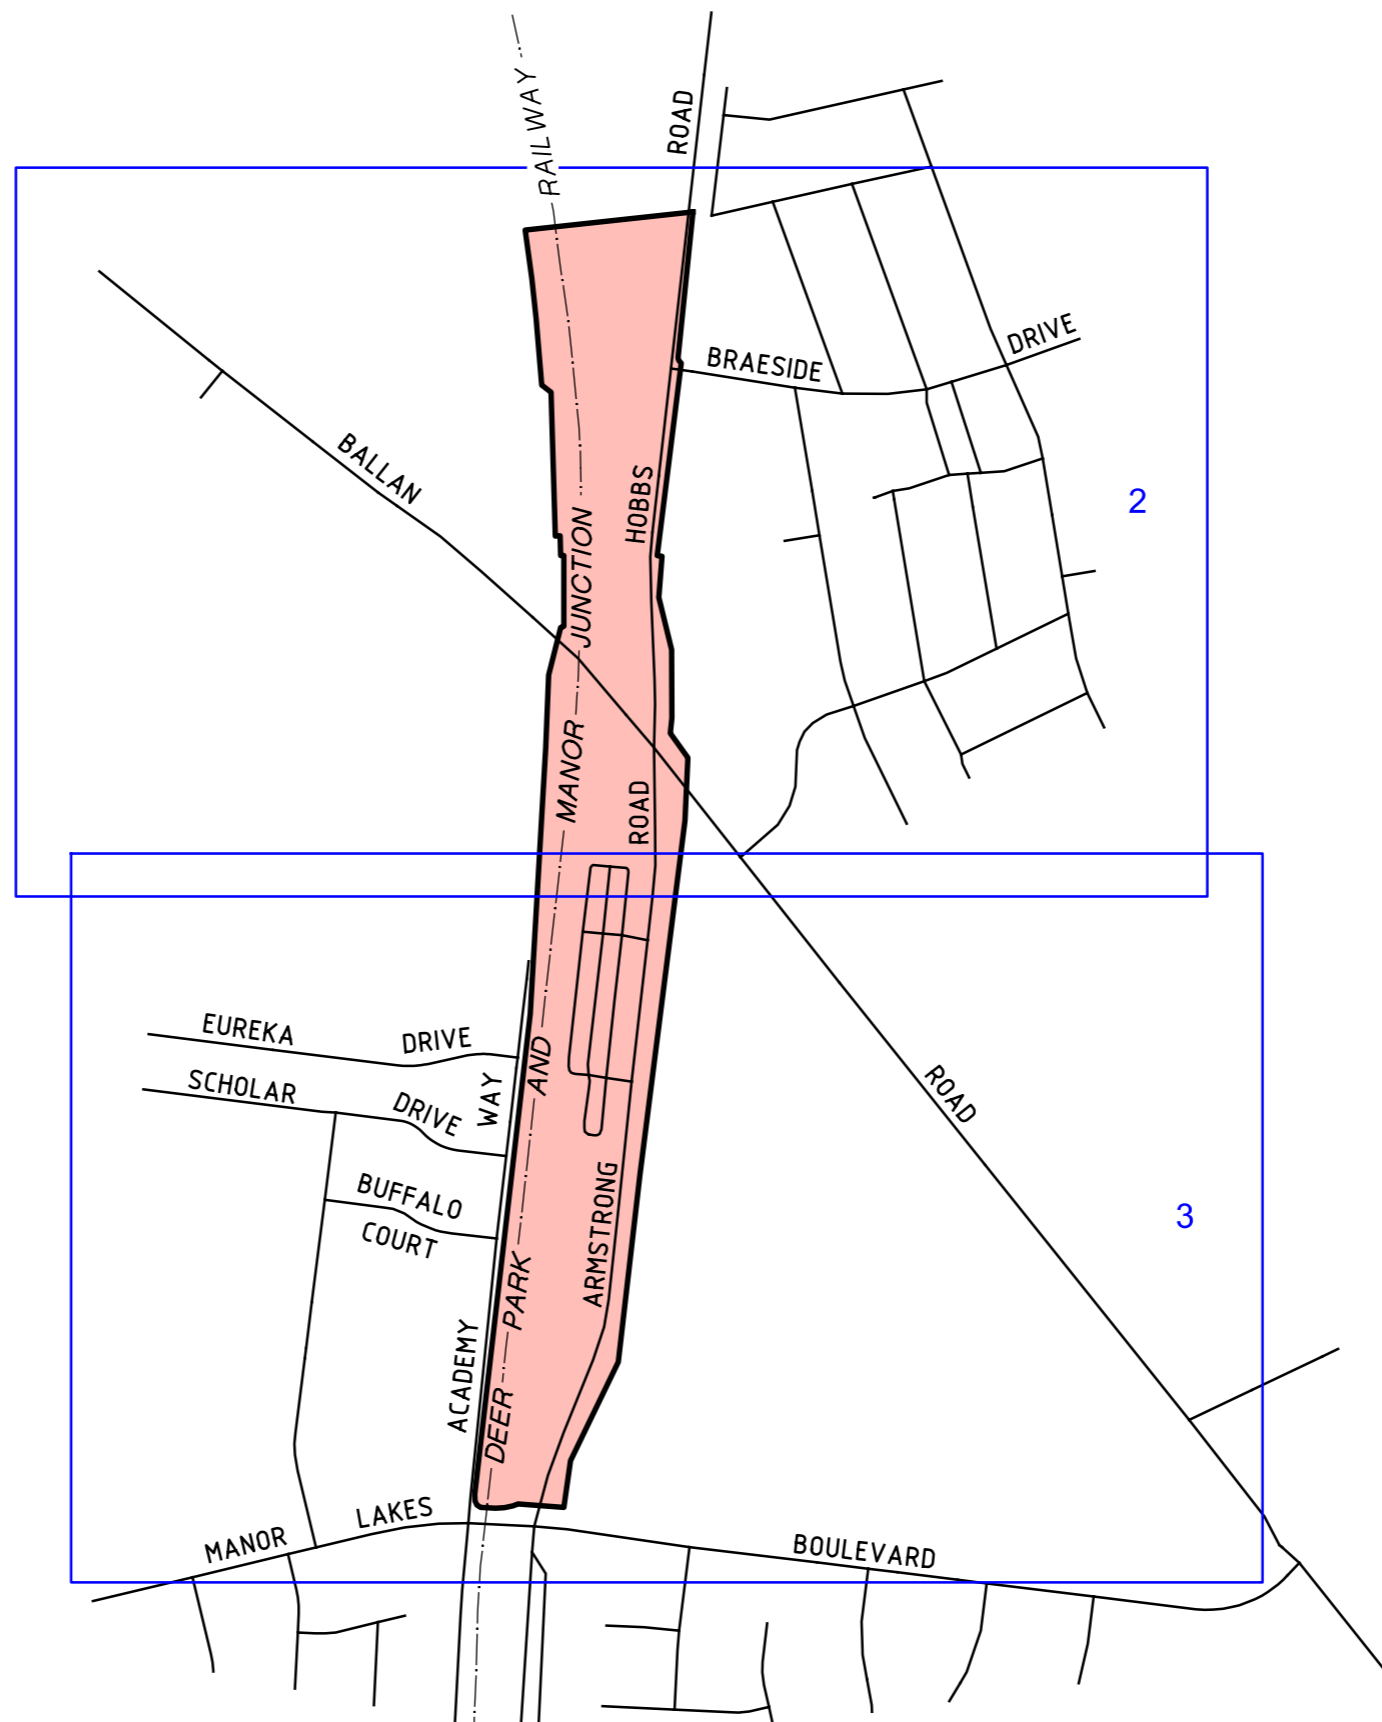 RAILWAY
ROAD
BRAESIDE
DRIVE
BALLAN
HOBBS
2
JUNCTION
MANOR
ROAD
EUREKA
DRIVE
AND
ROAD
SCHOLAR
DRIVE
WAY
BUFFALO
COURT
ARMSTRONG
3
PARK
ACADEMY
DEER
LAKES
MANOR
BOULEVARD